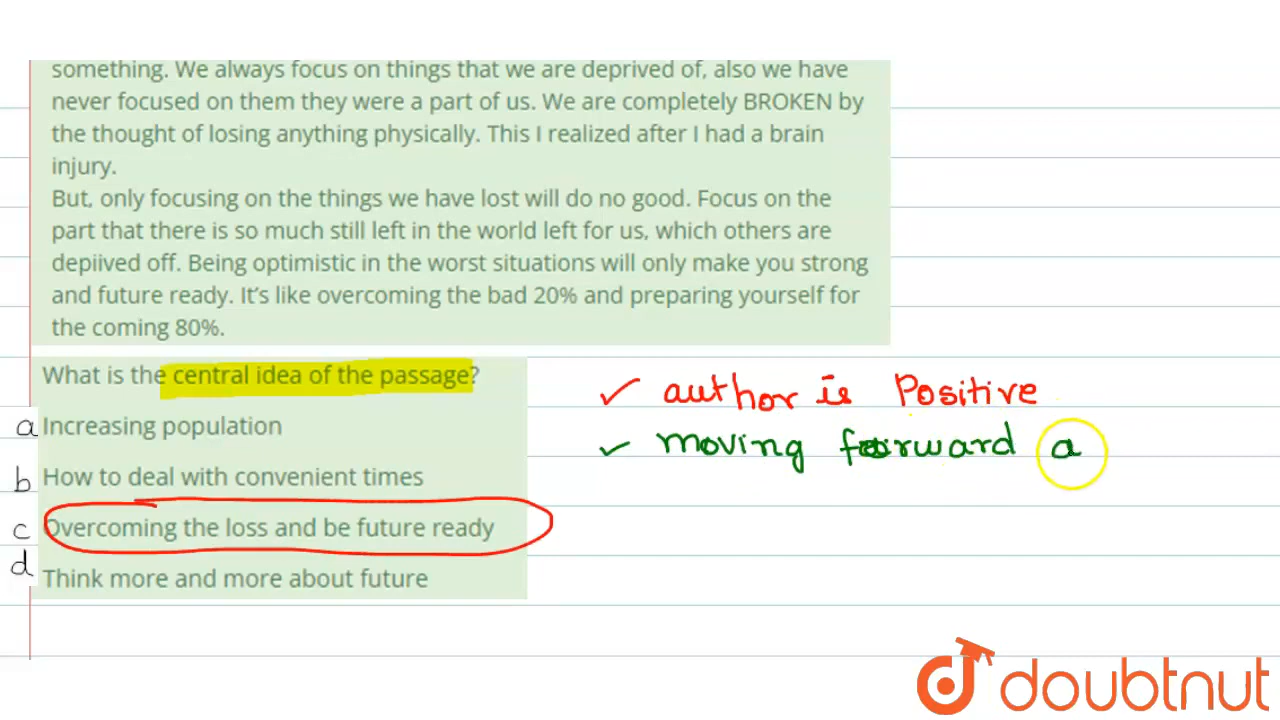 something. We always focus on things that we are deprived of, also we have
never focused on them they were a part of us. We are completely BROKEN by
the thought of losing anything physically. This I realized after I had a brain
injury.
But, only focusing on the things we have lost will do no good. Focus on the
part that there is so much still left in the world left for us, which others are
depiived off. Being optimistic in the worst situations will only make you strong
and future ready. It's like overcoming the bad 20% and preparing yourself for
the coming 80%.
What is the central idea of the passage?
✓ author is Positive
a Increasing population
✓ moving forward a
b How to deal with convenient times
c Overcoming the loss and be future ready
d Think more and more about future
doubtnut